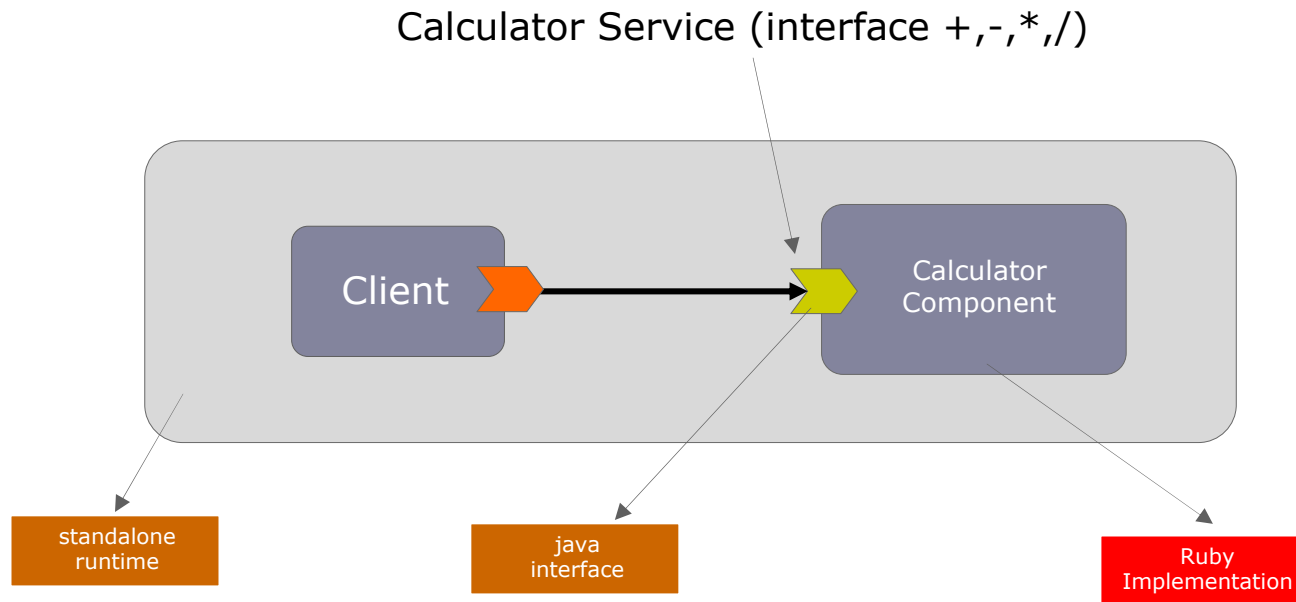 Calculator Service (interface +,-,*,/)
Client
Calculator
Component
standalone
runtime
java
interface
Ruby
Implementation